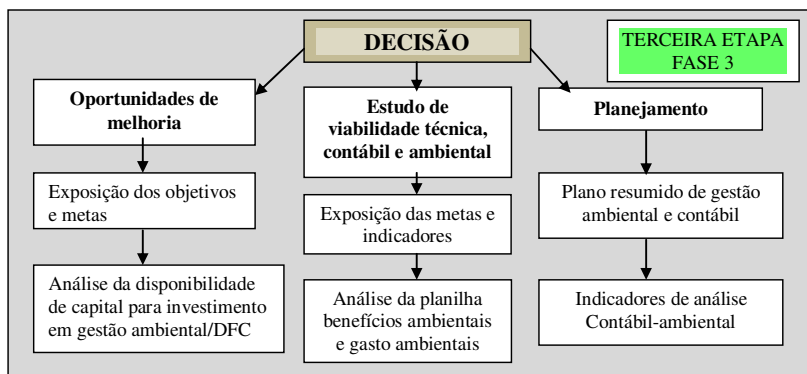 DECISÃO
TERCEIRA ETAPA
FASE 3
Oportunidades de
melhoria
Exposição dos objetivos
e metas
Análise da disponibilidade
de capital para investimento
em gestão ambiental/DFC
Estudo de
viabilidade técnica,
contábil e ambiental
Exposição das metas e
indicadores
Análise da planilha
benefícios ambientais
e gasto ambientais
Planejamento
Plano resumido de gestão
ambiental e contábil
Indicadores de análise
Contábil-ambiental